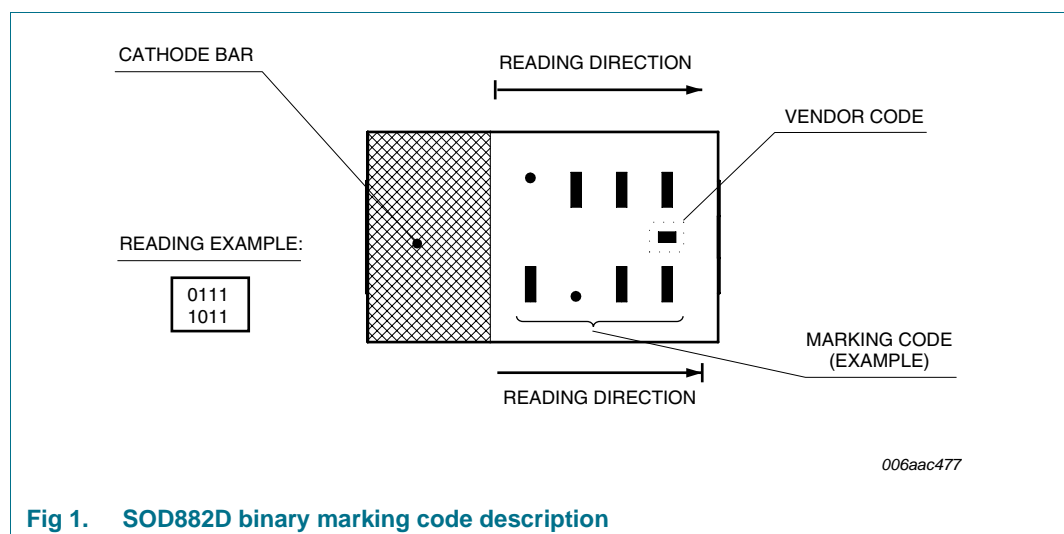 CATHODE BAR
READING DIRECTION
VENDOR CODE
READING EXAMPLE:
0111
1011
MARKING CODE
(EXAMPLE)
READING DIRECTION
006aac477
Fig 1. SOD882D binary marking code description